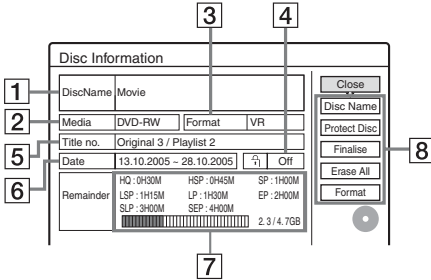 3
4
Disc Information
1
DiscName Movie
Close
2
Media DVD-RW Format VR
Disc Name
5
Title no. Original 3 / Playlist 2
Protect Disc
6
Date 13.10.2005 ~ 28.10.2005 Off
Finalise
8
Erase All
Format
Remainder
HQ : 0H30M HSP : 0H45M SP : 1H00M
LSP : 1H15M LP : 1H30M EP : 2H00M
SLP : 3H00M SEP : 4H00M
2.3 / 4.7GB
7